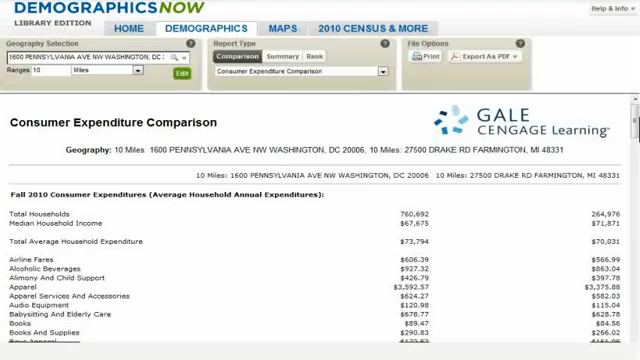 DEMOGRAPHICSNOW
LIBRARY EDITION
Help & Info
HOME DEMOGRAPHICS MAPS 2010 CENSUS & MORE
Geography Selection ? Report Type ? File Options ?
1600 PENNSYLVANIA AVE NW WASHINGTON, DC Comparison Summary Rank Print Export As PDF
Ranges: 10 Miles Edit Consumer Expenditure Comparison
Consumer Expenditure Comparison
GALE
CENGAGE Learning
Geography: 10 Miles 1600 PENNSYLVANIA AVE NW WASHINGTON, DC 20006, 10 Miles: 27500 DRAKE RD FARMINGTON, MI 48331
10 Miles: 1600 PENNSYLVANIA AVE NW WASHINGTON, DC 20006 10 Miles: 27500 DRAKE RD FARMINGTON, MI 48331
Fall 2010 Consumer Expenditures (Average Household Annual Expenditures):
Total Households 760,692 264,976
Median Household Income $67,675 $71,871
Total Average Household Expenditure $73,794 $70,031
Airline Fares $606.39 $566.99
Alcoholic Beverages $927.32 $863.04
Alimony And Child Support $426.79 $397.78
Apparel $3,592.57 $3,375.88
Apparel Services And Accessories $624.27 $582.03
Audio Equipment $120.98 $115.04
Babysitting And Elderly Care $678.77 $628.78
Books $89.47 $84.56
Books And Supplies $290.83 $266.02